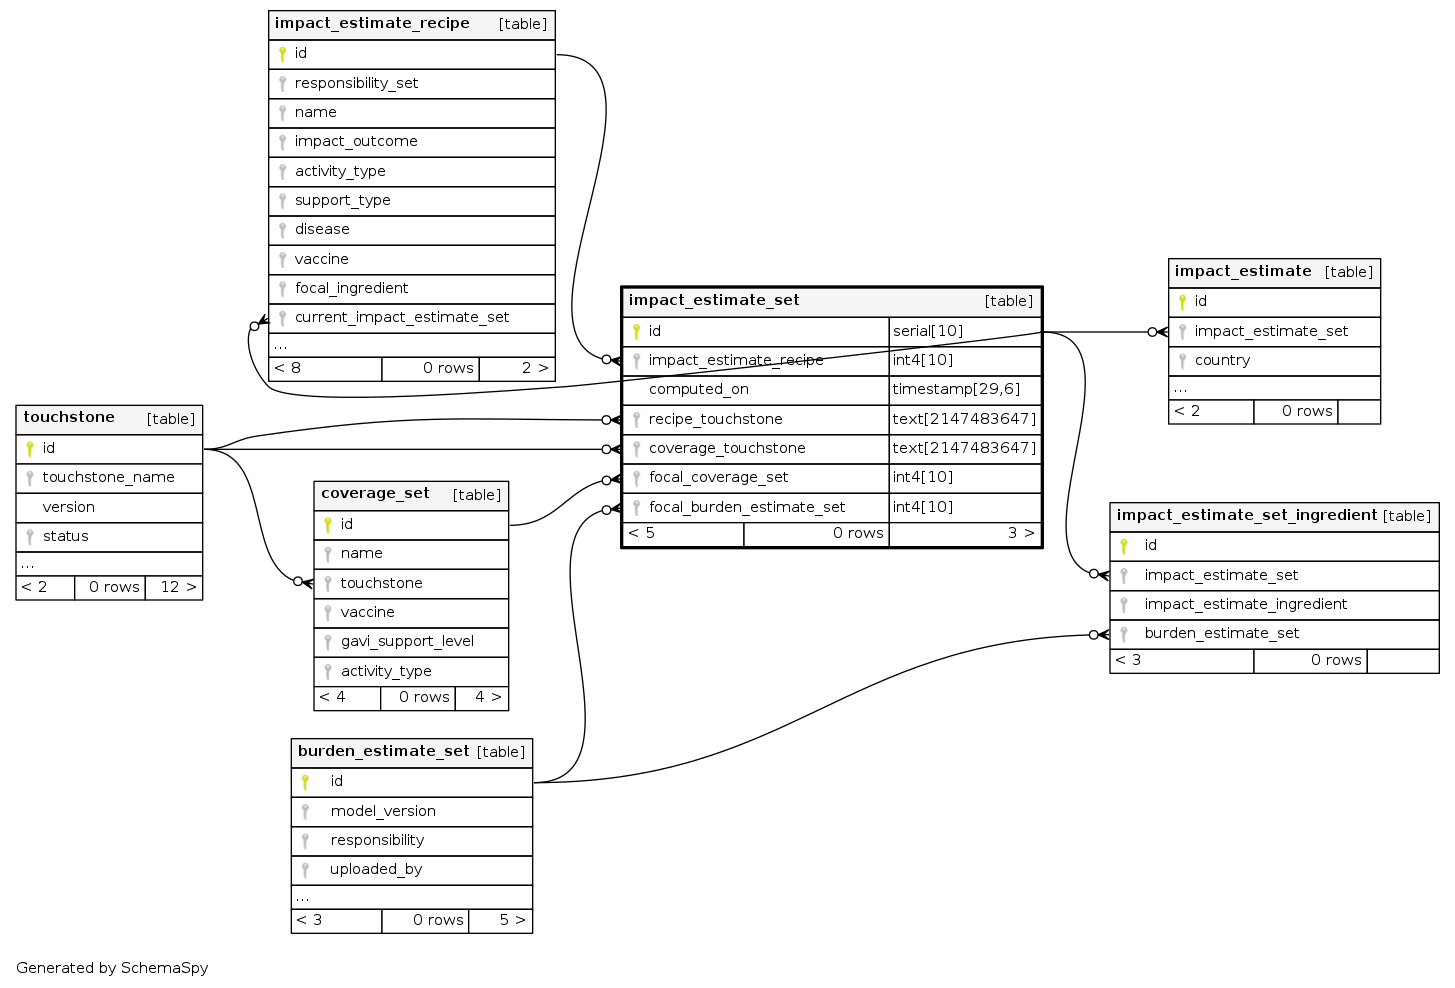 impact_estimate_recipe [table]
id
responsibility_set
name
impact_outcome
activity_type
support_type
disease
vaccine
focal_ingredient
current_impact_estimate_set
...
< 8 0 rows 2 >
touchstone [table]
id
touchstone_name
version
status
...
< 2 0 rows 12 >
coverage_set [table]
id
name
touchstone
vaccine
gavi_support_level
activity_type
< 4 0 rows 4 >
burden_estimate_set [table]
id
model_version
responsibility
uploaded_by
...
< 3 0 rows 5 >
impact_estimate_set [table]
id serial[10]
impact_estimate_recipe int4[10]
computed_on timestamp[29,6]
recipe_touchstone text[2147483647]
coverage_touchstone text[2147483647]
focal_coverage_set int4[10]
focal_burden_estimate_set int4[10]
< 5 0 rows 3 >
impact_estimate [table]
id
impact_estimate_set
country
...
< 2 0 rows
impact_estimate_set_ingredient [table]
id
impact_estimate_set
impact_estimate_ingredient
burden_estimate_set
< 3 0 rows
Generated by SchemaSpy